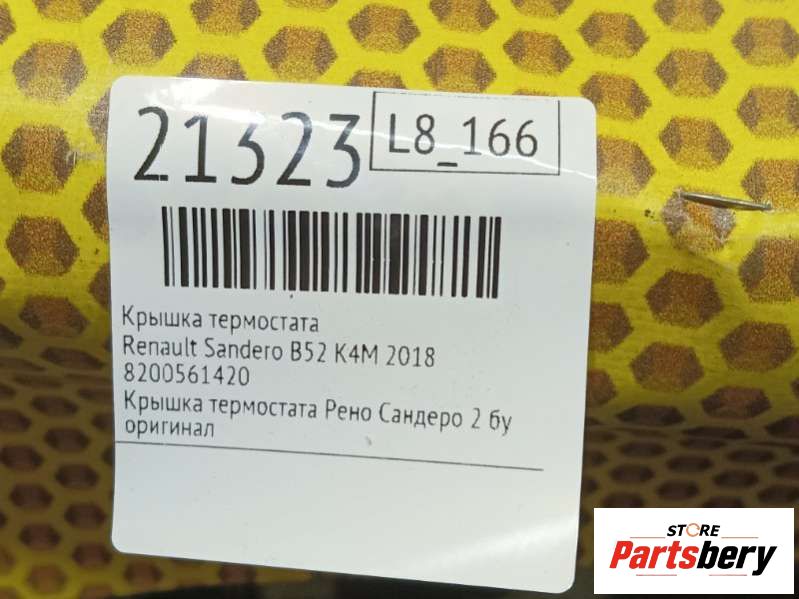 21323
L8_166
Крышка термостата
Renault Sandero B52 K4M 2018
8200561420
Крышка термостата Рено Сандеро 2 бу
оригинал
STORE
Partsbery